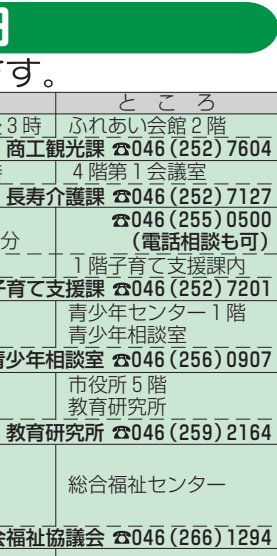 す。
ところ
3時 ふれあい会館2階
商工観光課 ☎046(252)7604
4階第1会議室
長寿介護課 ☎046(252)7127
☎046(255)0500
分 (電話相談も可)
1階子育て支援課内
子育て支援課 ☎046(252)7201
青少年センター1階
青少年相談室
青少年相談室 ☎046(256)0907
市役所5階
教育研究所
教育研究所 ☎046(259)2164
総合福祉センター
会福祉協議会 ☎046(266)1294